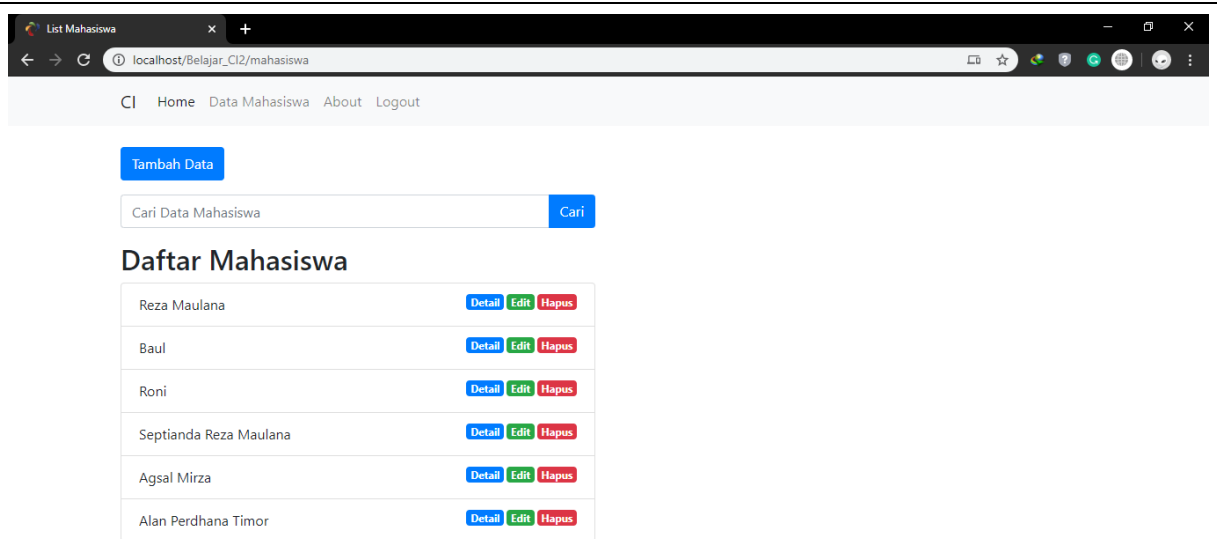 List Mahasiswa
localhost/Belajar_CI2/mahasiswa
CI Home Data Mahasiswa About Logout
Tambah Data
Cari Data Mahasiswa Cari
Daftar Mahasiswa
Reza Maulana Detail Edit Hapus
Baul Detail Edit Hapus
Roni Detail Edit Hapus
Septianda Reza Maulana Detail Edit Hapus
Agsal Mirza Detail Edit Hapus
Alan Perdhana Timor Detail Edit Hapus